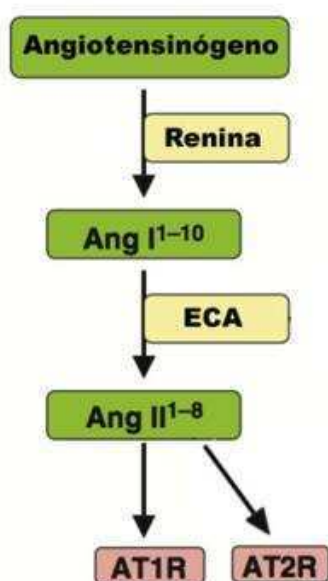 Angiotensinógeno
Renina
Ang I¹⁻¹⁰
ECA
Ang II¹⁻⁸
AT1R AT2R